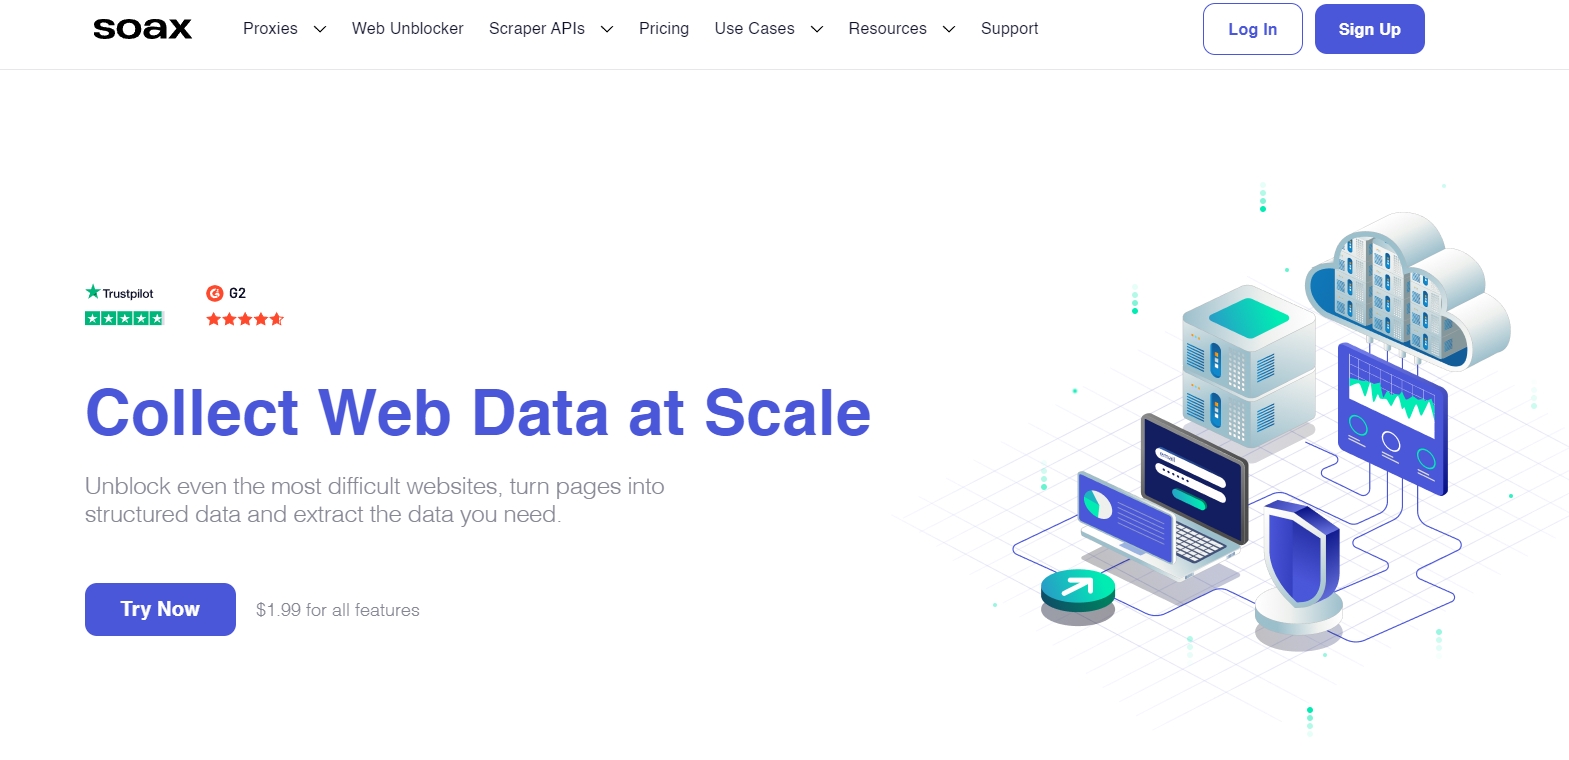 soax
Proxies
Web Unblocker
Scraper APIs
Pricing
Use Cases
Resources
Support
Log In
Sign Up
Trustpilot
G2
Collect Web Data at Scale
Unblock even the most difficult websites, turn pages into
structured data and extract the data you need.
Try Now
$1.99 for all features
email